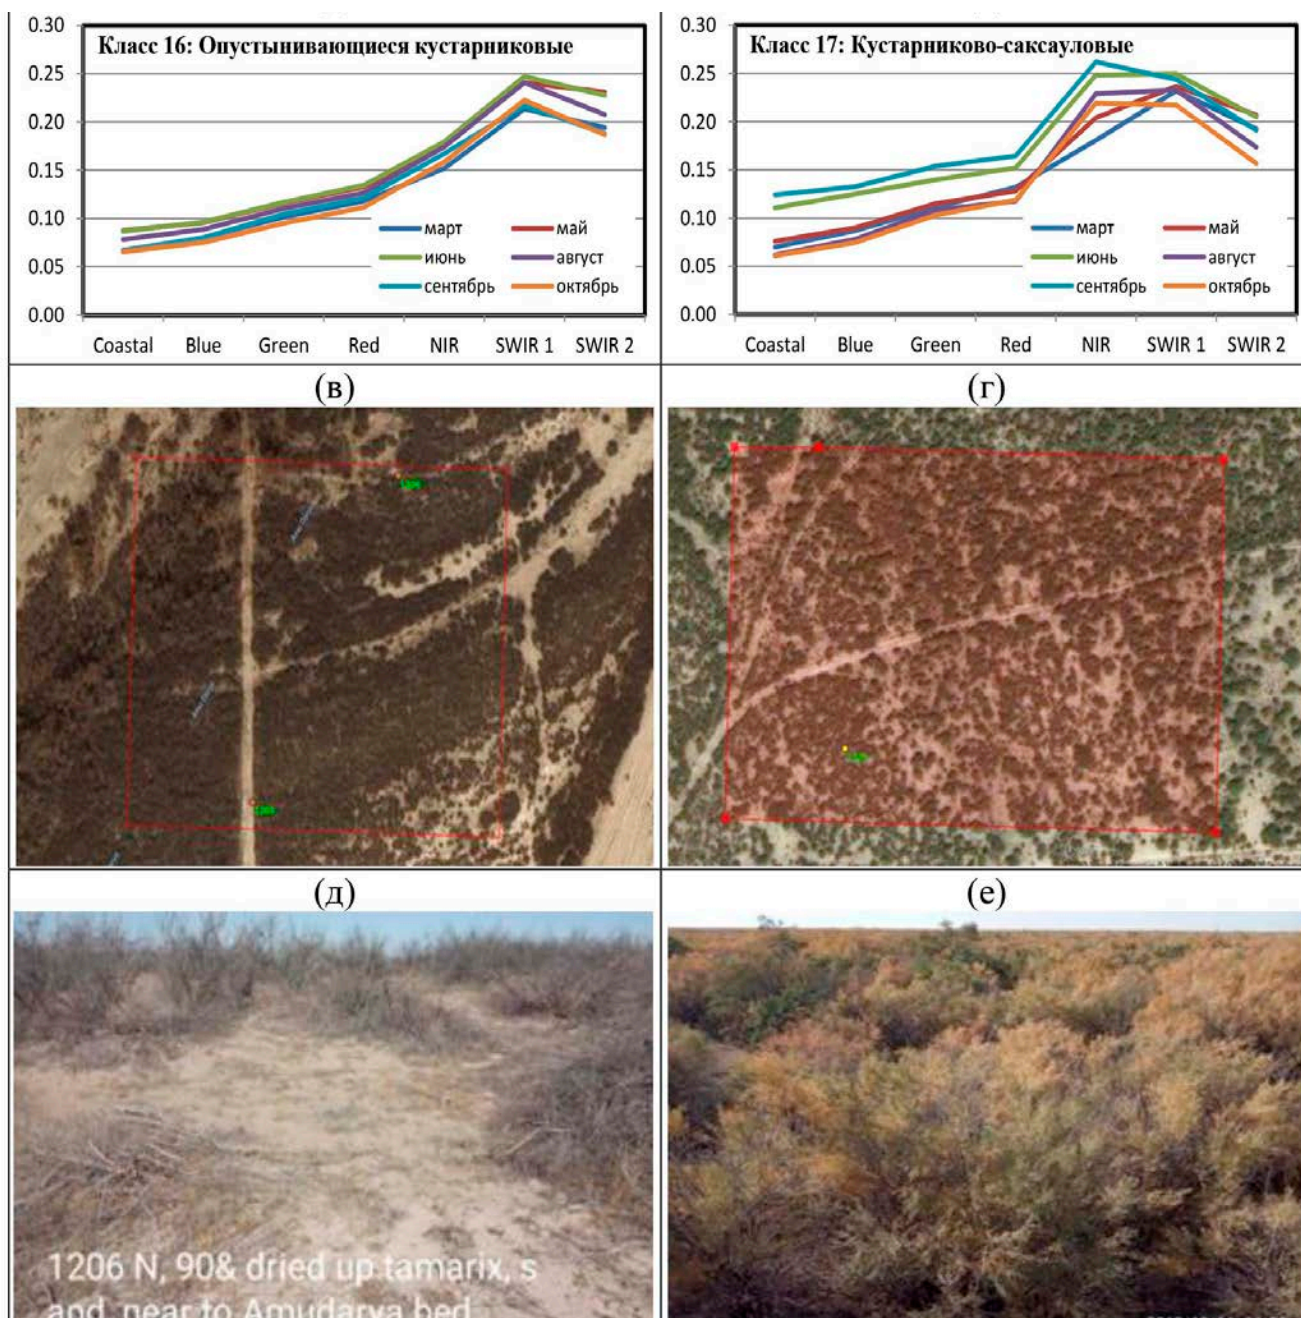 0.30
0.25
0.20
0.15
0.10
0.05
0.00
Класс 16: Опустынивающиеся кустарниковые
март май
июнь август
сентябрь октябрь
Coastal Blue Green Red NIR SWIR 1 SWIR 2
0.30
0.25
0.20
0.15
0.10
0.05
0.00
Класс 17: Кустарниково-саксауловые
март май
июнь август
сентябрь октябрь
Coastal Blue Green Red NIR SWIR 1 SWIR 2
(в)
(г)
1206
(д)
(е)
1206 N, 90& dried up tamarix, s
and, near to Amudarya bed